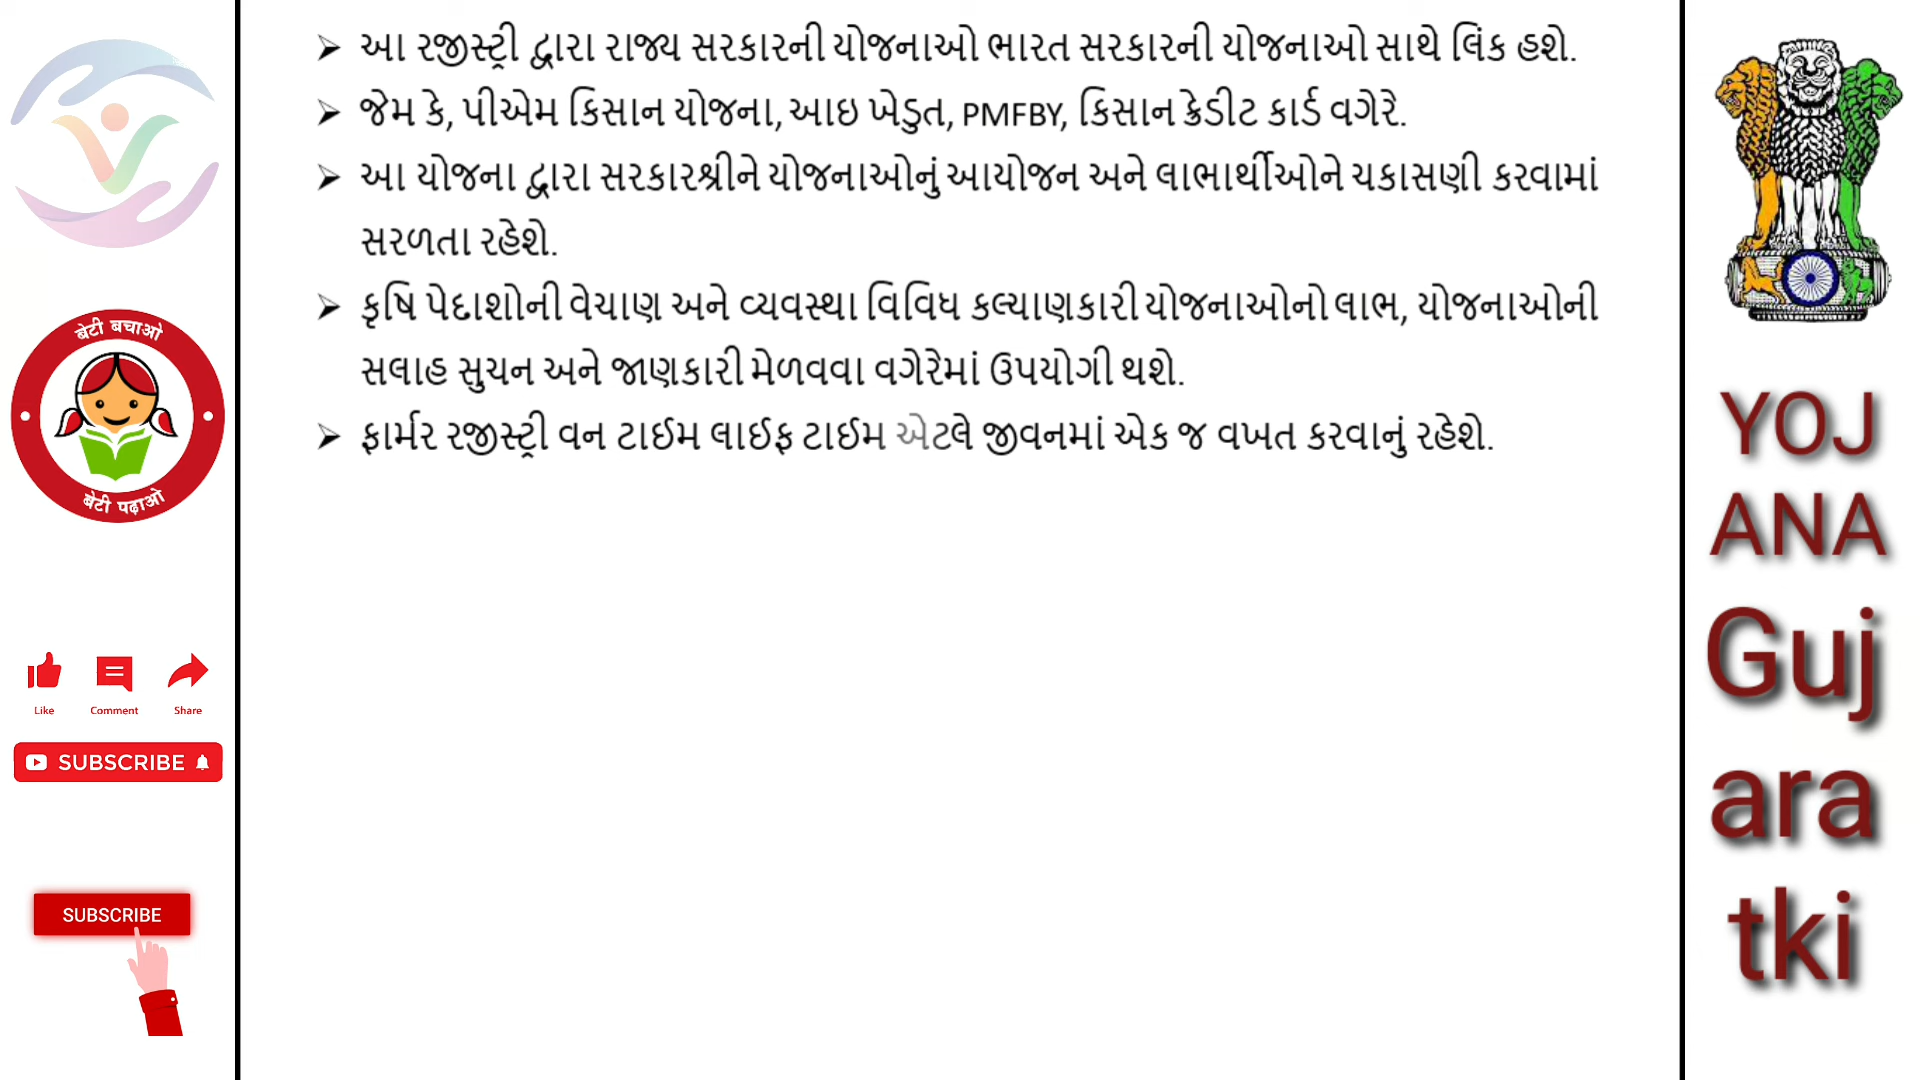 ➢ આ રજીસ્ટ્રી દ્વારા રાજ્ય સરકારની યોજનાઓ ભારત સરકારની યોજનાઓ સાથે લિંક હશે.
➢ જેમ કે, પીએમ કિસાન યોજના, આઇ ખેડુત, PMFBY, કિસાન ક્રેડીટ કાર્ડ વગેરે.
➢ આ યોજના દ્વારા સરકારશ્રીને યોજનાઓનું આયોજન અને લાભાર્થીઓને ચકાસણી કરવામાં
સરળતા રહેશે.
➢ કૃષિ પેદાશોની વેચાણ અને વ્યવસ્થા વિવિધ કલ્યાણકારી યોજનાઓનો લાભ, યોજનાઓની
સલાહ સુચન અને જાણકારી મેળવવા વગેરેમાં ઉપયોગી થશે.
➢ ફાર્મર રજીસ્ટ્રી વન ટાઈમ લાઈફ ટાઈમ એટલે જીવનમાં એક જ વખત કરવાનું રહેશે.
बेटी बचाओ
बेटी पढ़ाओ
Like Comment Share
SUBSCRIBE
SUBSCRIBE
YOJ
ANA
Guj
ara
tki